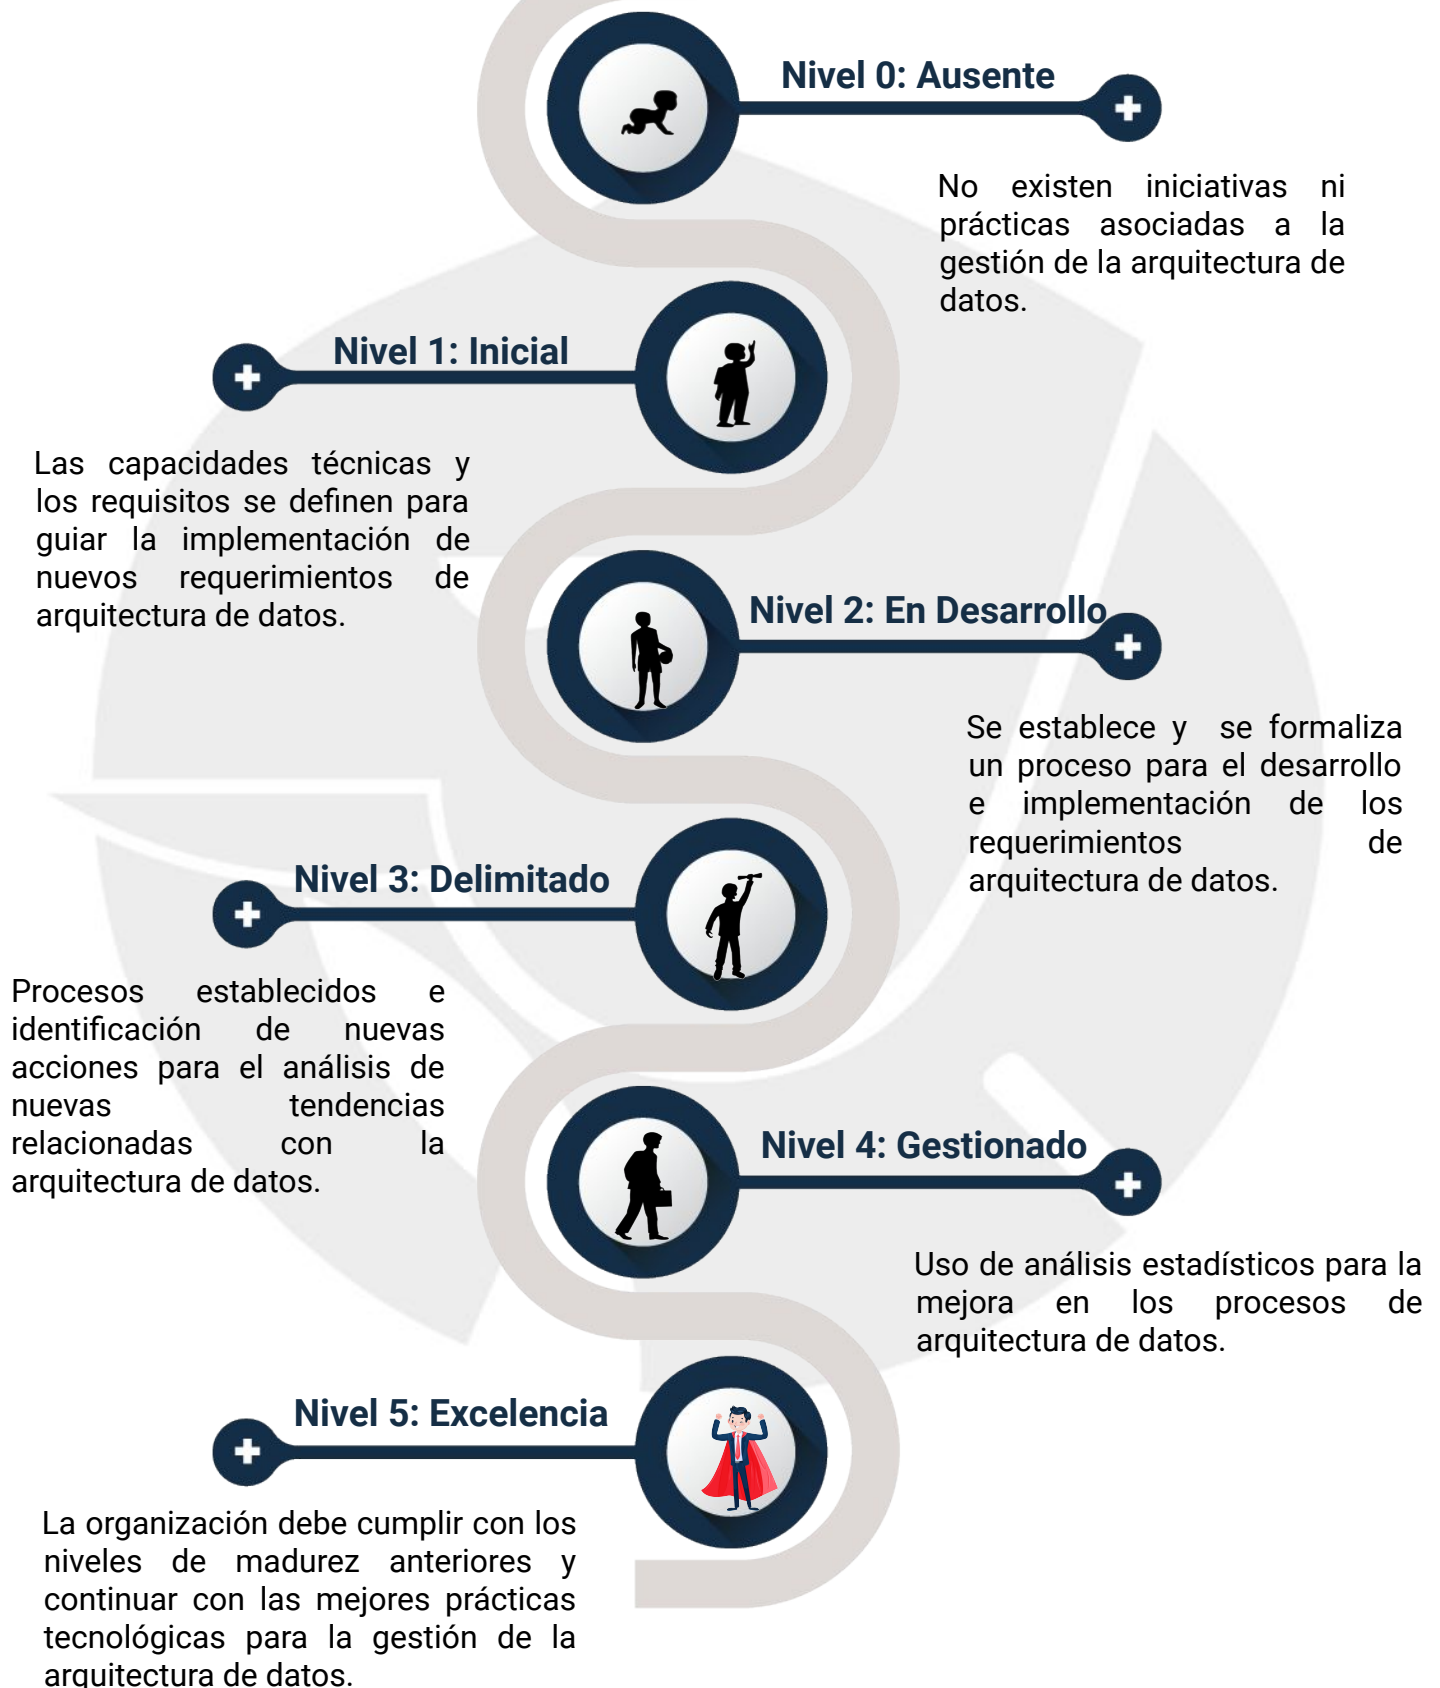 Nivel 0: Ausente
No existen iniciativas ni
prácticas asociadas a la
gestión de la arquitectura de
datos.
Nivel 1: Inicial
Las capacidades técnicas y
los requisitos se definen para
guiar la implementación de
nuevos requerimientos de
arquitectura de datos.
Nivel 2: En Desarrollo
Se establece y se formaliza
un proceso para el desarrollo
e implementación de los
requerimientos de
arquitectura de datos.
Nivel 3: Delimitado
Procesos establecidos e
identificación de nuevas
acciones para el análisis de
nuevas tendencias
relacionadas con la
arquitectura de datos.
Nivel 4: Gestionado
Uso de análisis estadísticos para la
mejora en los procesos de
arquitectura de datos.
Nivel 5: Excelencia
La organización debe cumplir con los
niveles de madurez anteriores y
continuar con las mejores prácticas
tecnológicas para la gestión de la
arquitectura de datos.